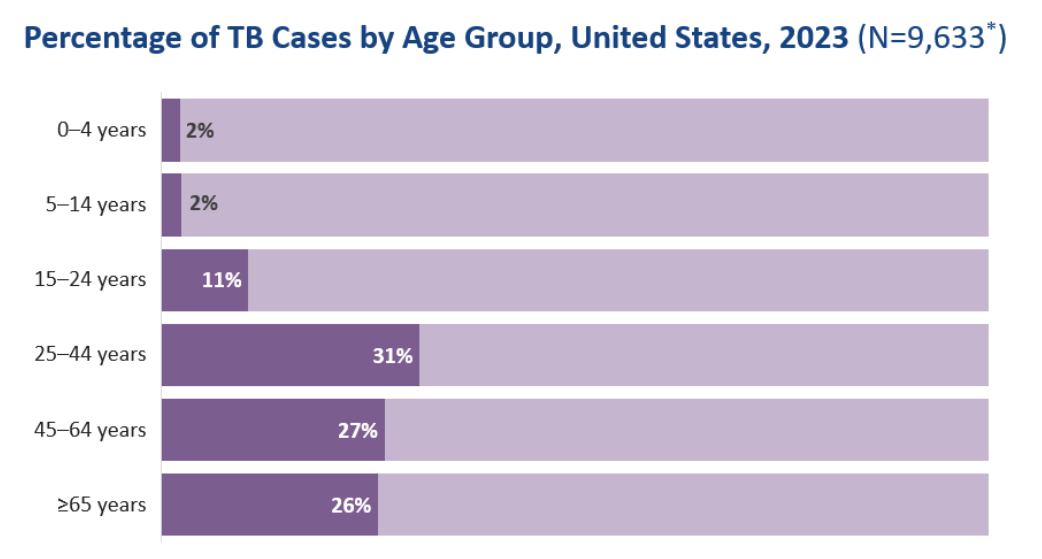 Percentage of TB Cases by Age Group, United States, 2023 (N=9,633*)
0–4 years 2%
5–14 years 2%
15–24 years 11%
25–44 years 31%
45–64 years 27%
≥65 years 26%